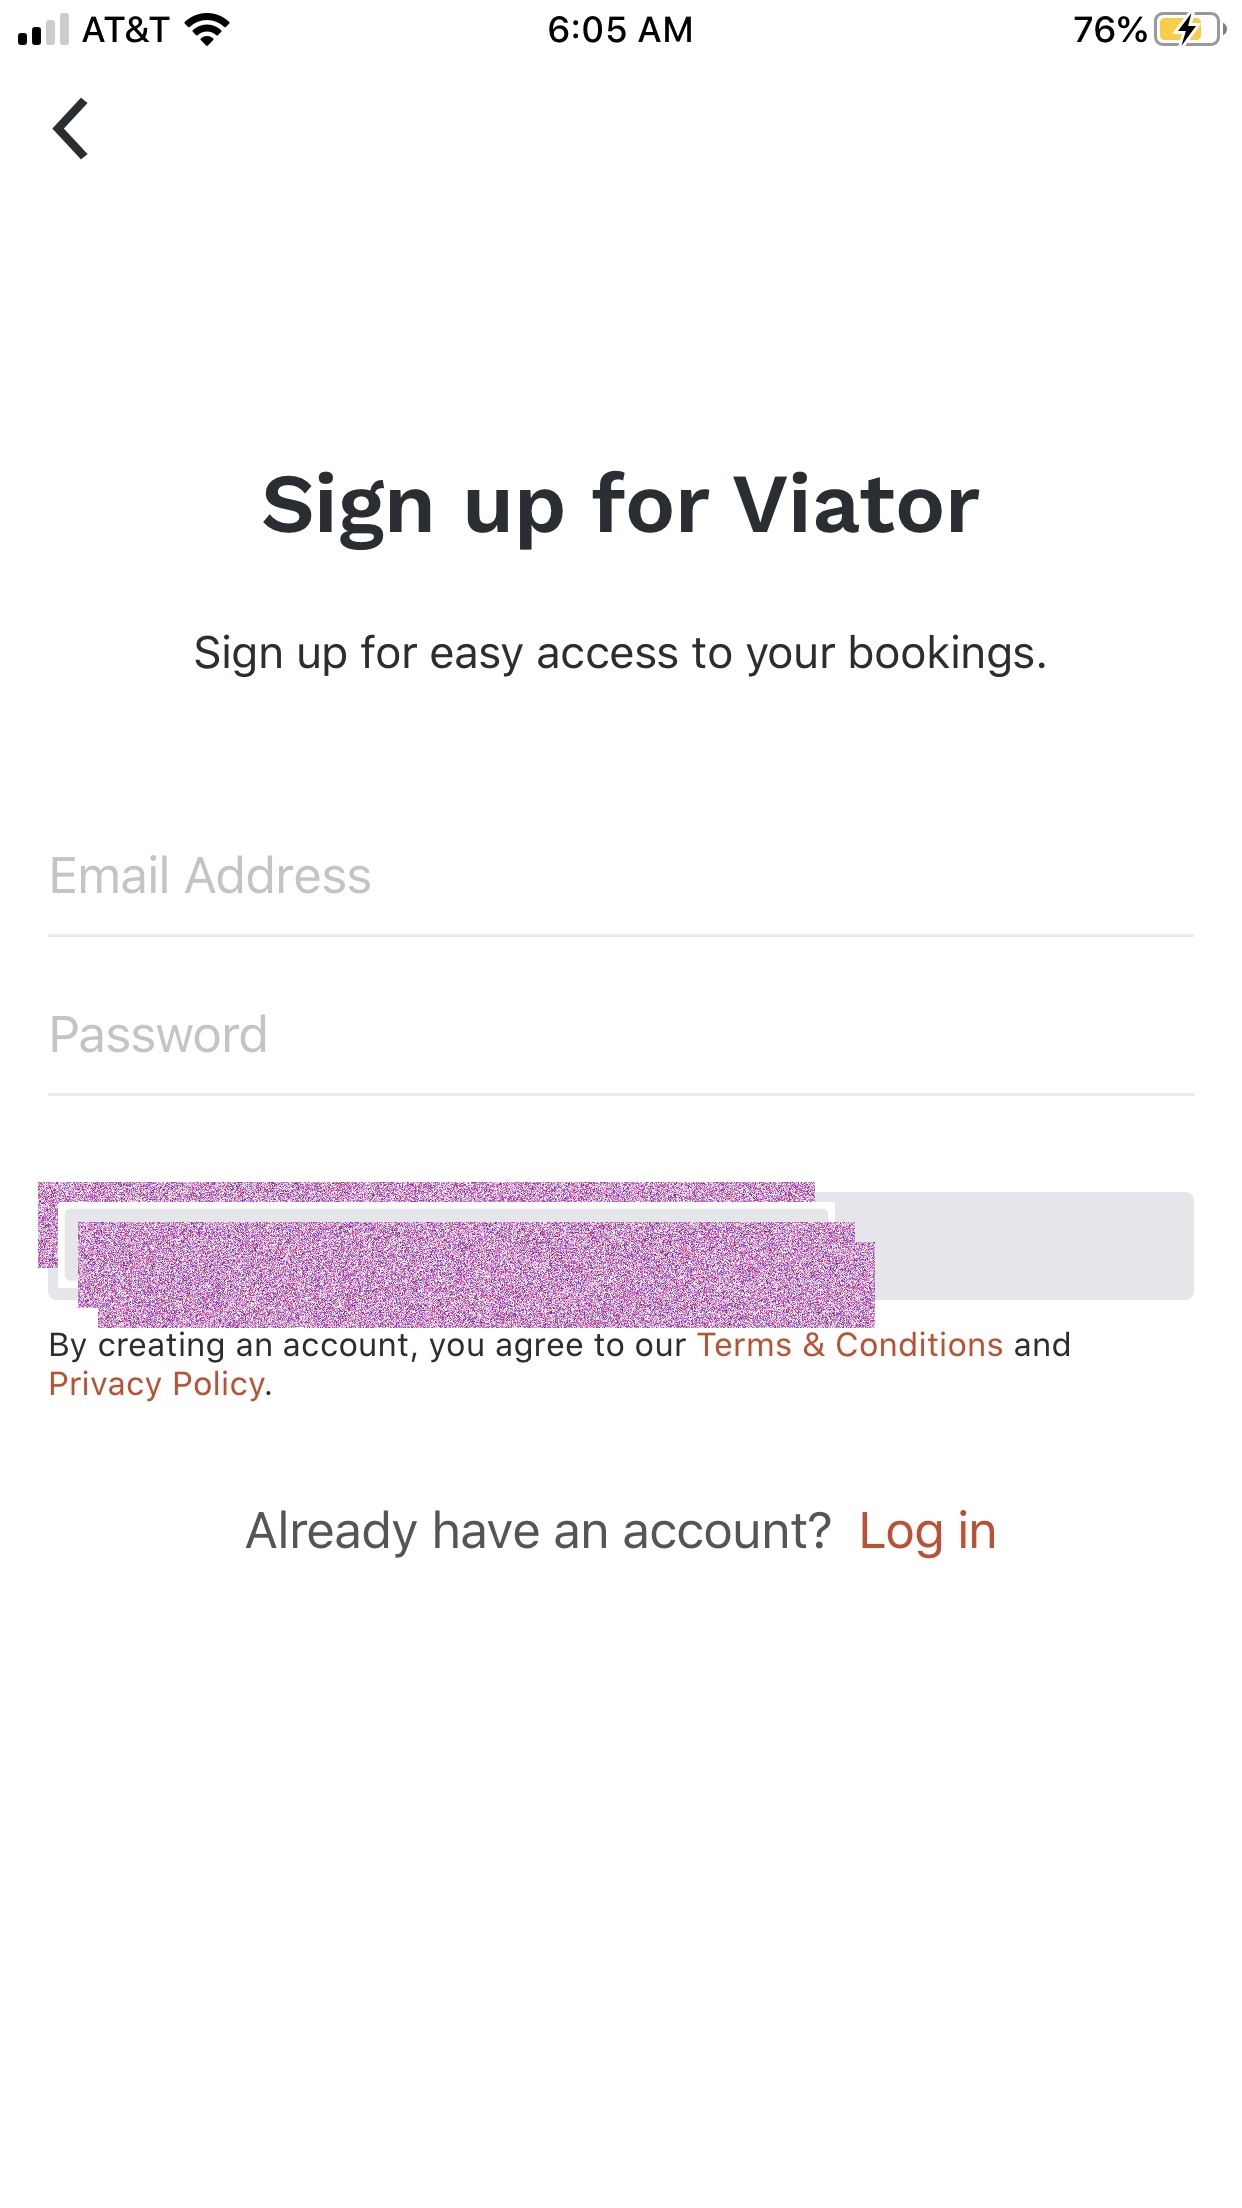 AT&T 6:05 AM 76%
Sign up for Viator
Sign up for easy access to your bookings.
Email Address
Password
By creating an account, you agree to our Terms & Conditions and
Privacy Policy.
Already have an account? Log in